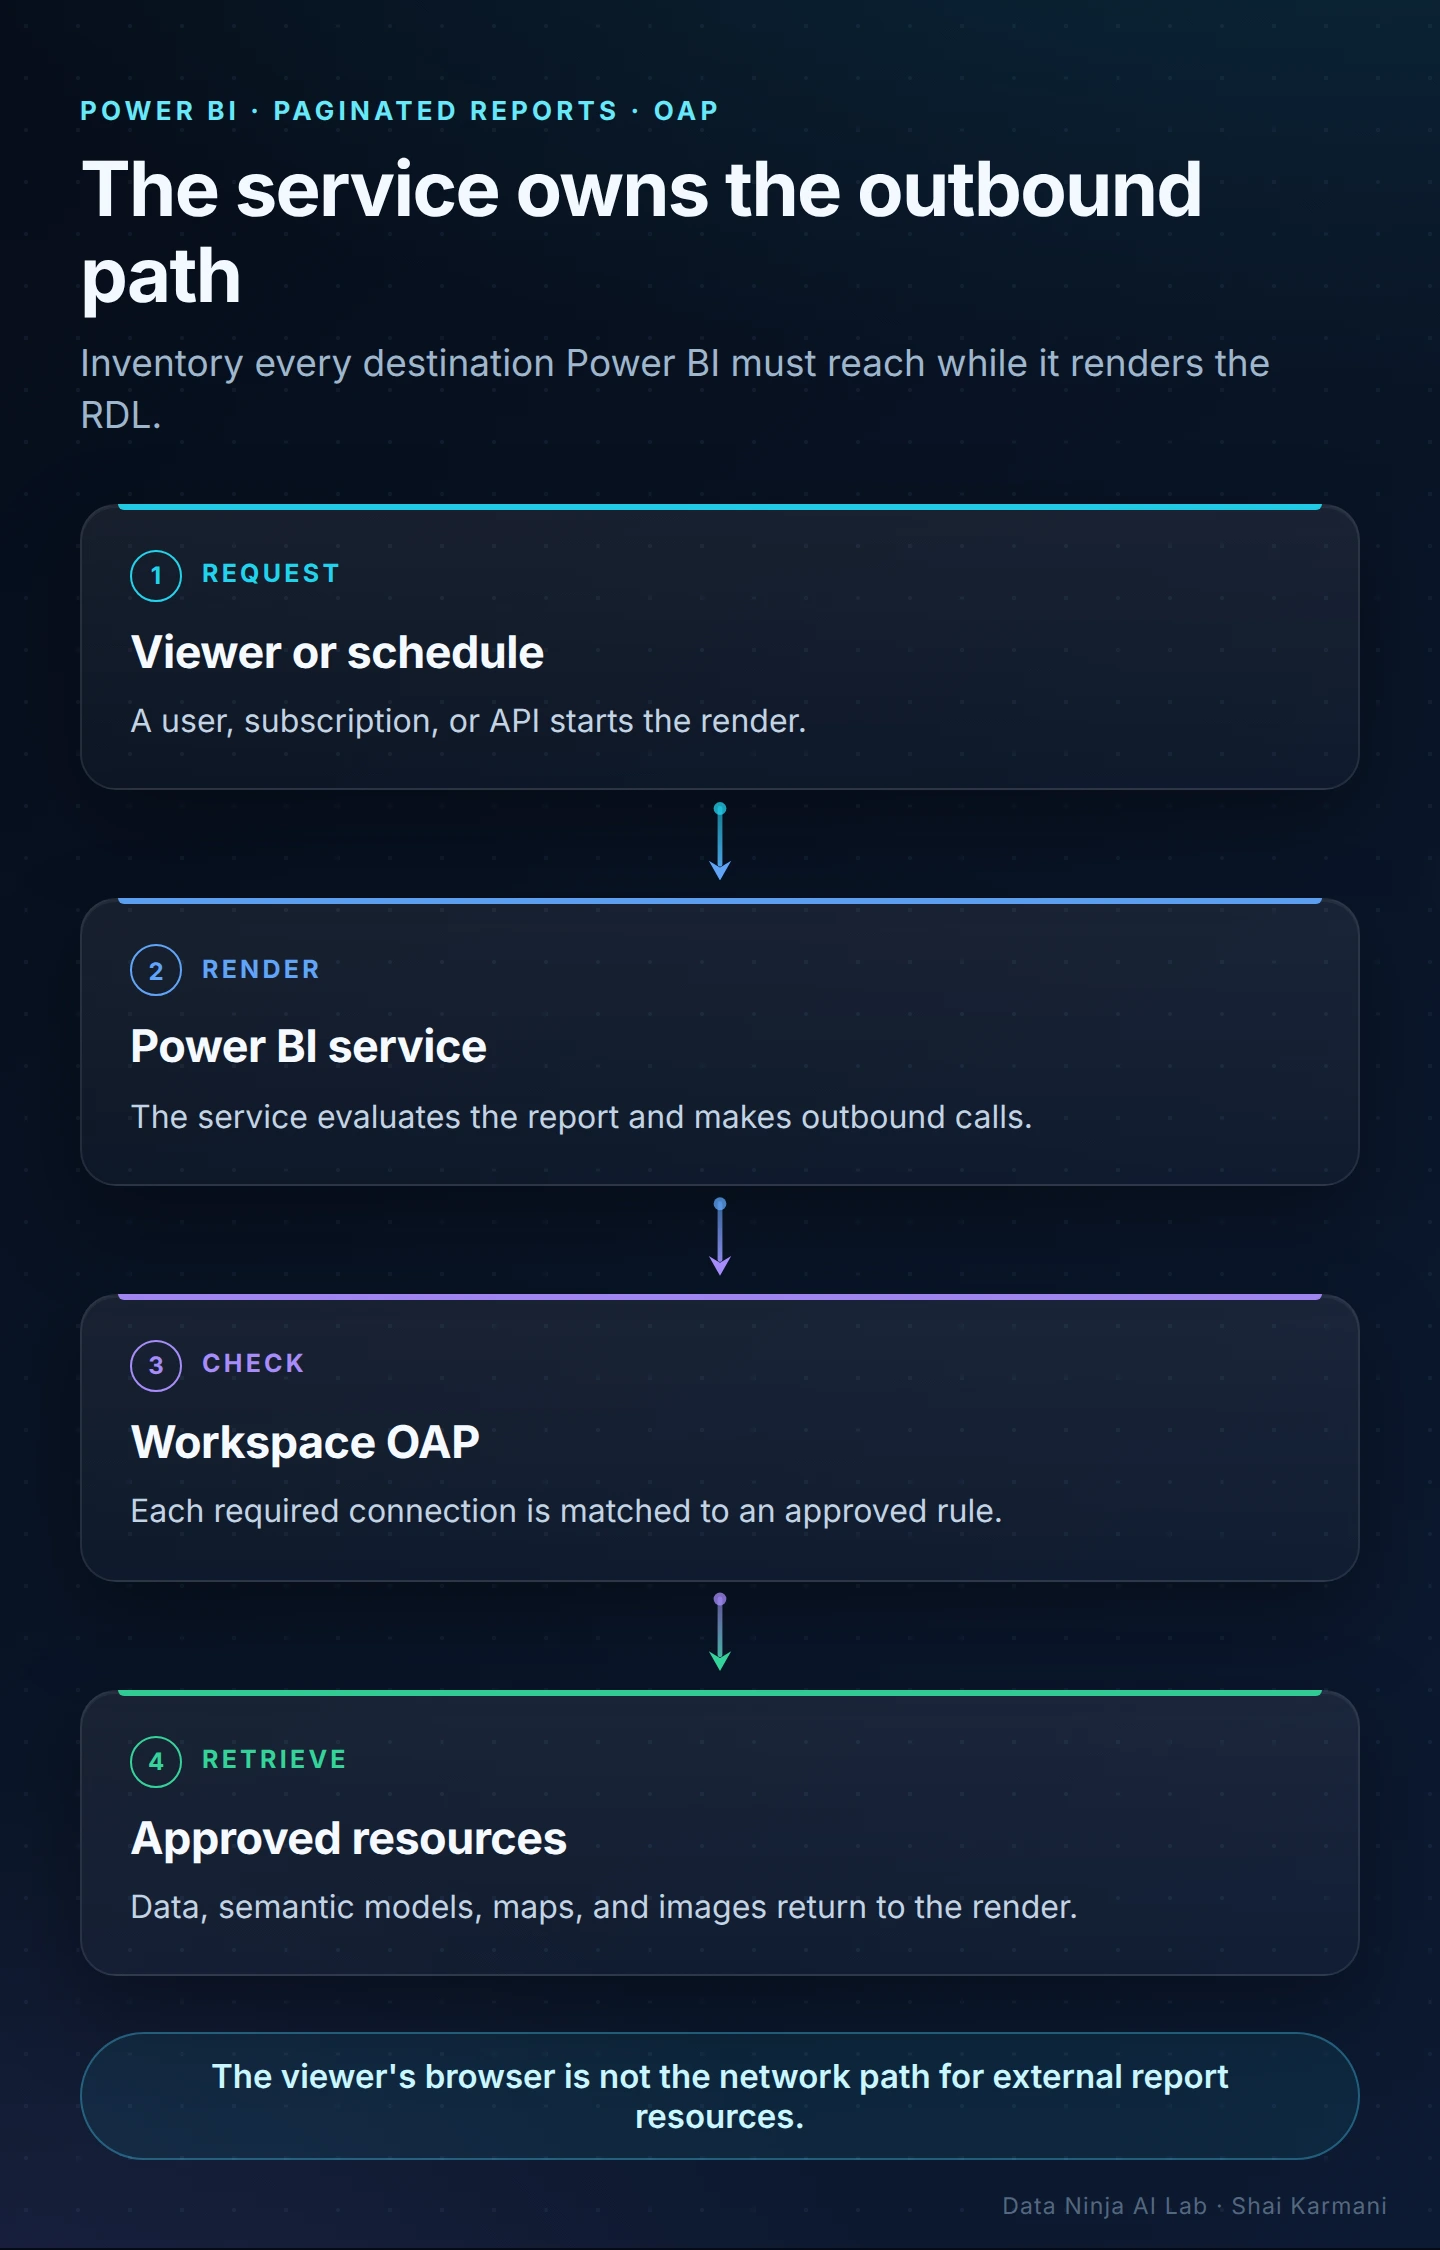 POWER BI · PAGINATED REPORTS · OAP
The service owns the outbound
path
Inventory every destination Power BI must reach while it renders the
RDL.
1 REQUEST
Viewer or schedule
A user, subscription, or API starts the render.
2 RENDER
Power BI service
The service evaluates the report and makes outbound calls.
3 CHECK
Workspace OAP
Each required connection is matched to an approved rule.
4 RETRIEVE
Approved resources
Data, semantic models, maps, and images return to the render.
The viewer's browser is not the network path for external report
resources.
Data Ninja AI Lab · Shai Karmani